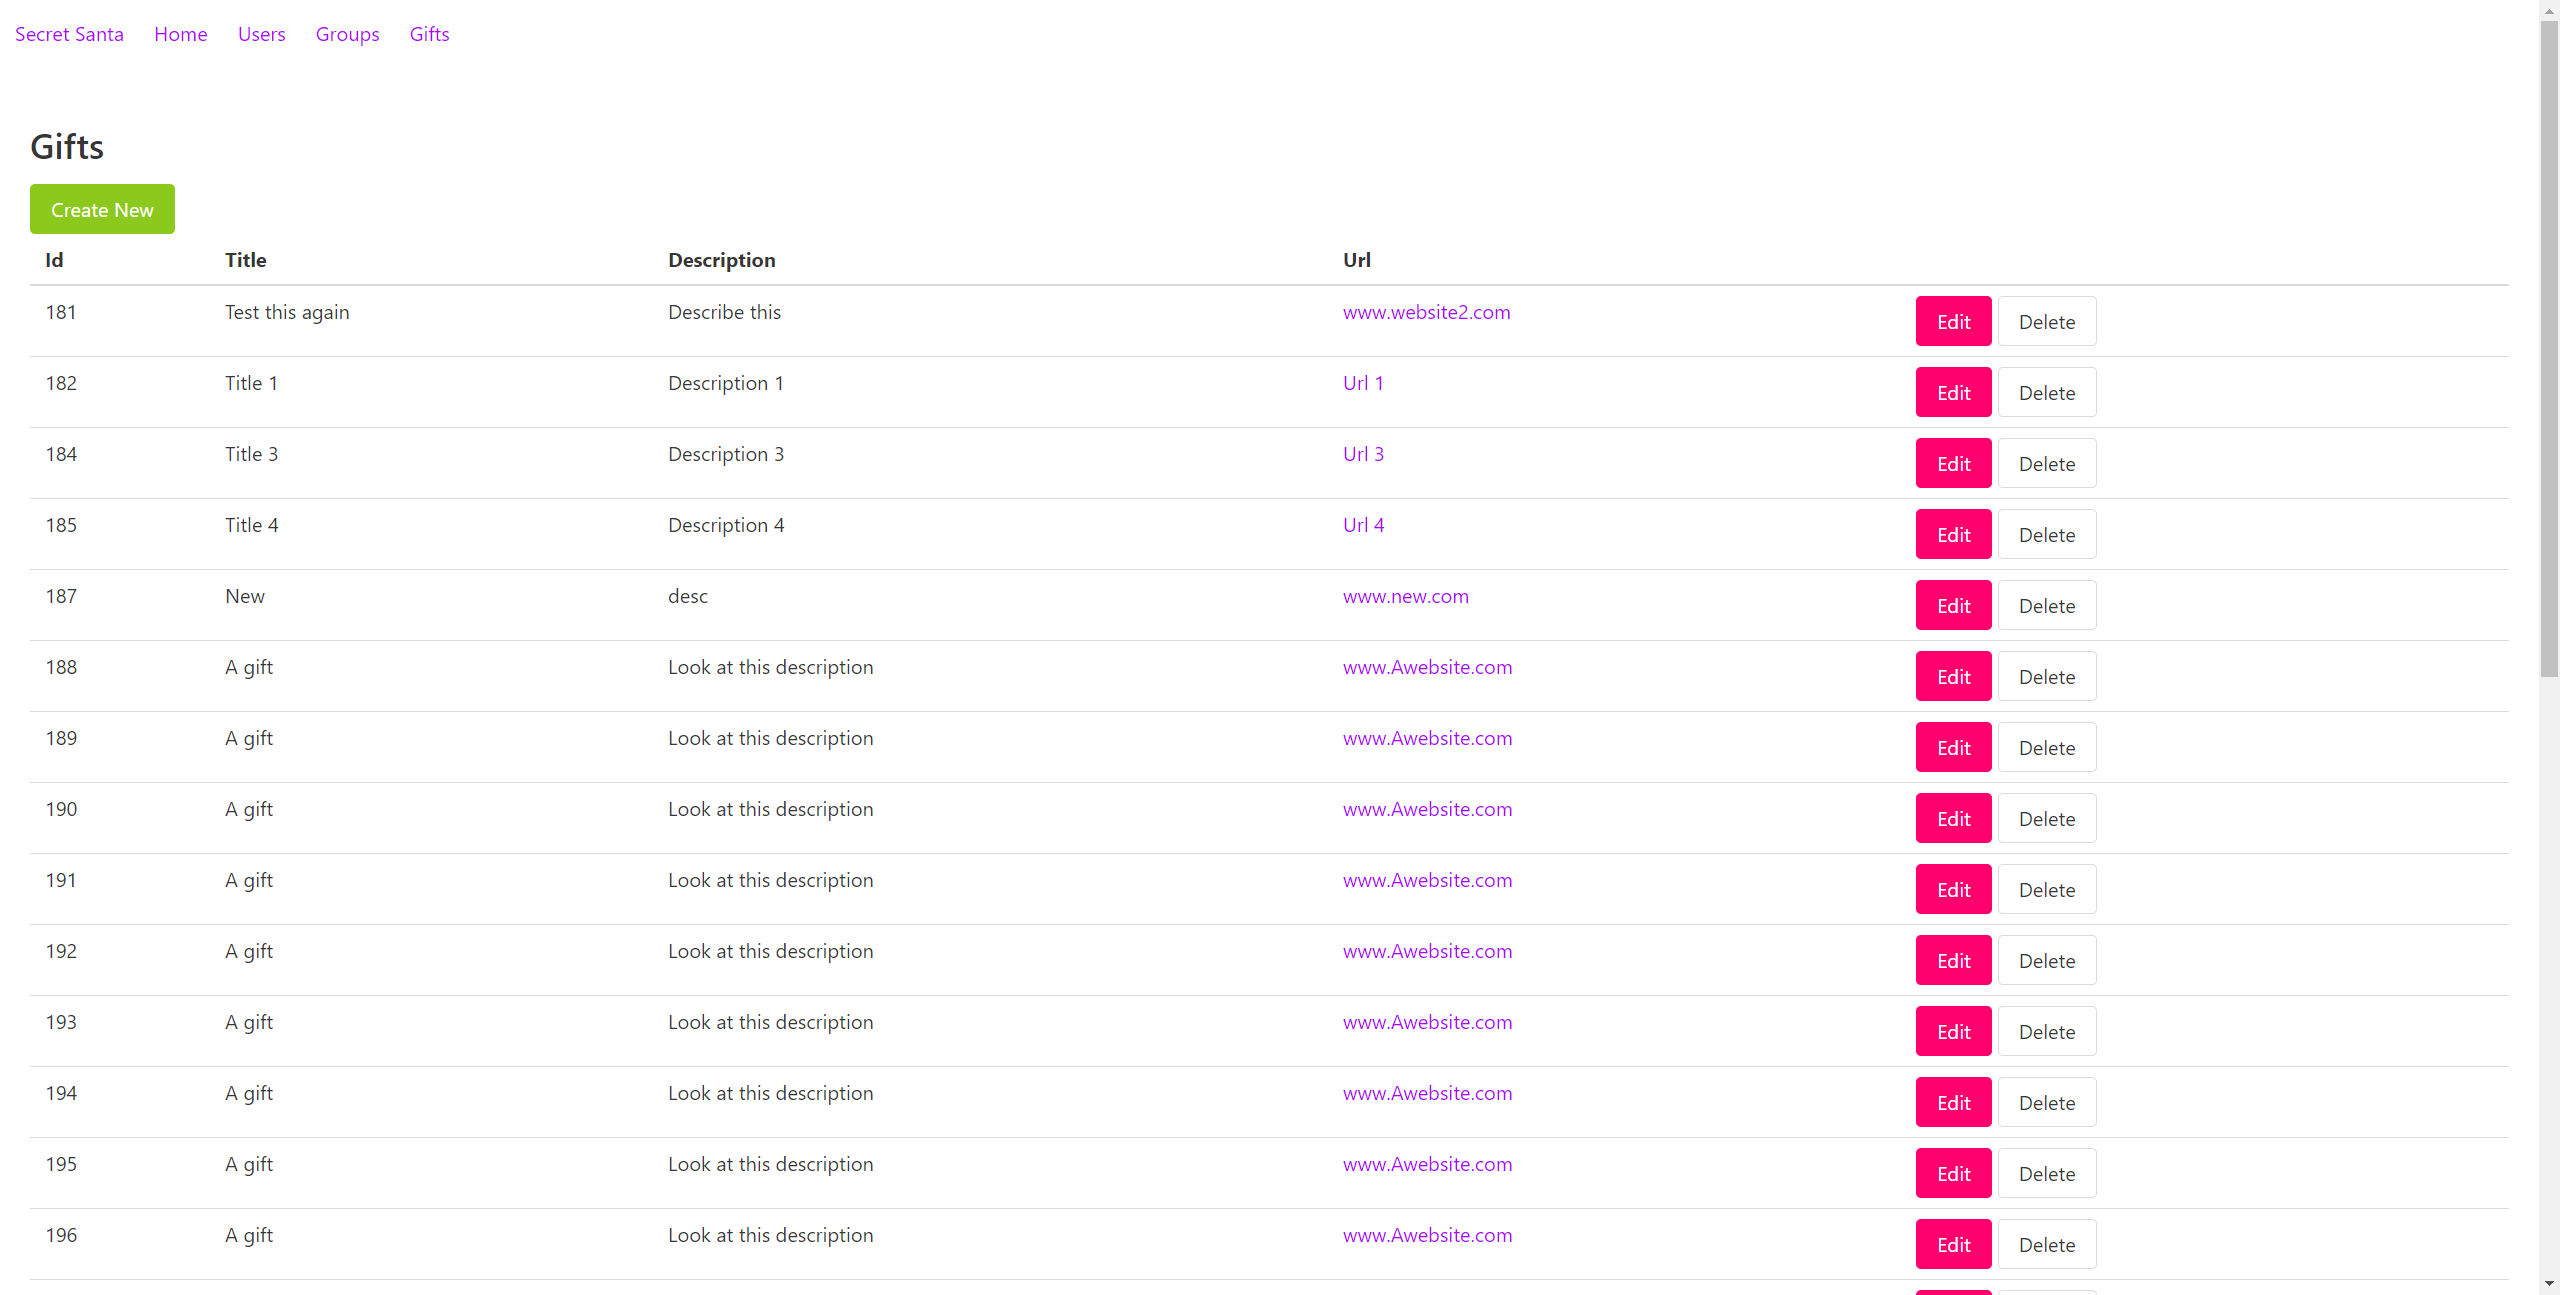 Secret Santa Home Users Groups Gifts
Gifts
Create New
Id Title Description Url
181 Test this again Describe this www.website2.com Edit Delete
182 Title 1 Description 1 Url 1 Edit Delete
184 Title 3 Description 3 Url 3 Edit Delete
185 Title 4 Description 4 Url 4 Edit Delete
187 New desc www.new.com Edit Delete
188 A gift Look at this description www.Awebsite.com Edit Delete
189 A gift Look at this description www.Awebsite.com Edit Delete
190 A gift Look at this description www.Awebsite.com Edit Delete
191 A gift Look at this description www.Awebsite.com Edit Delete
192 A gift Look at this description www.Awebsite.com Edit Delete
193 A gift Look at this description www.Awebsite.com Edit Delete
194 A gift Look at this description www.Awebsite.com Edit Delete
195 A gift Look at this description www.Awebsite.com Edit Delete
196 A gift Look at this description www.Awebsite.com Edit Delete